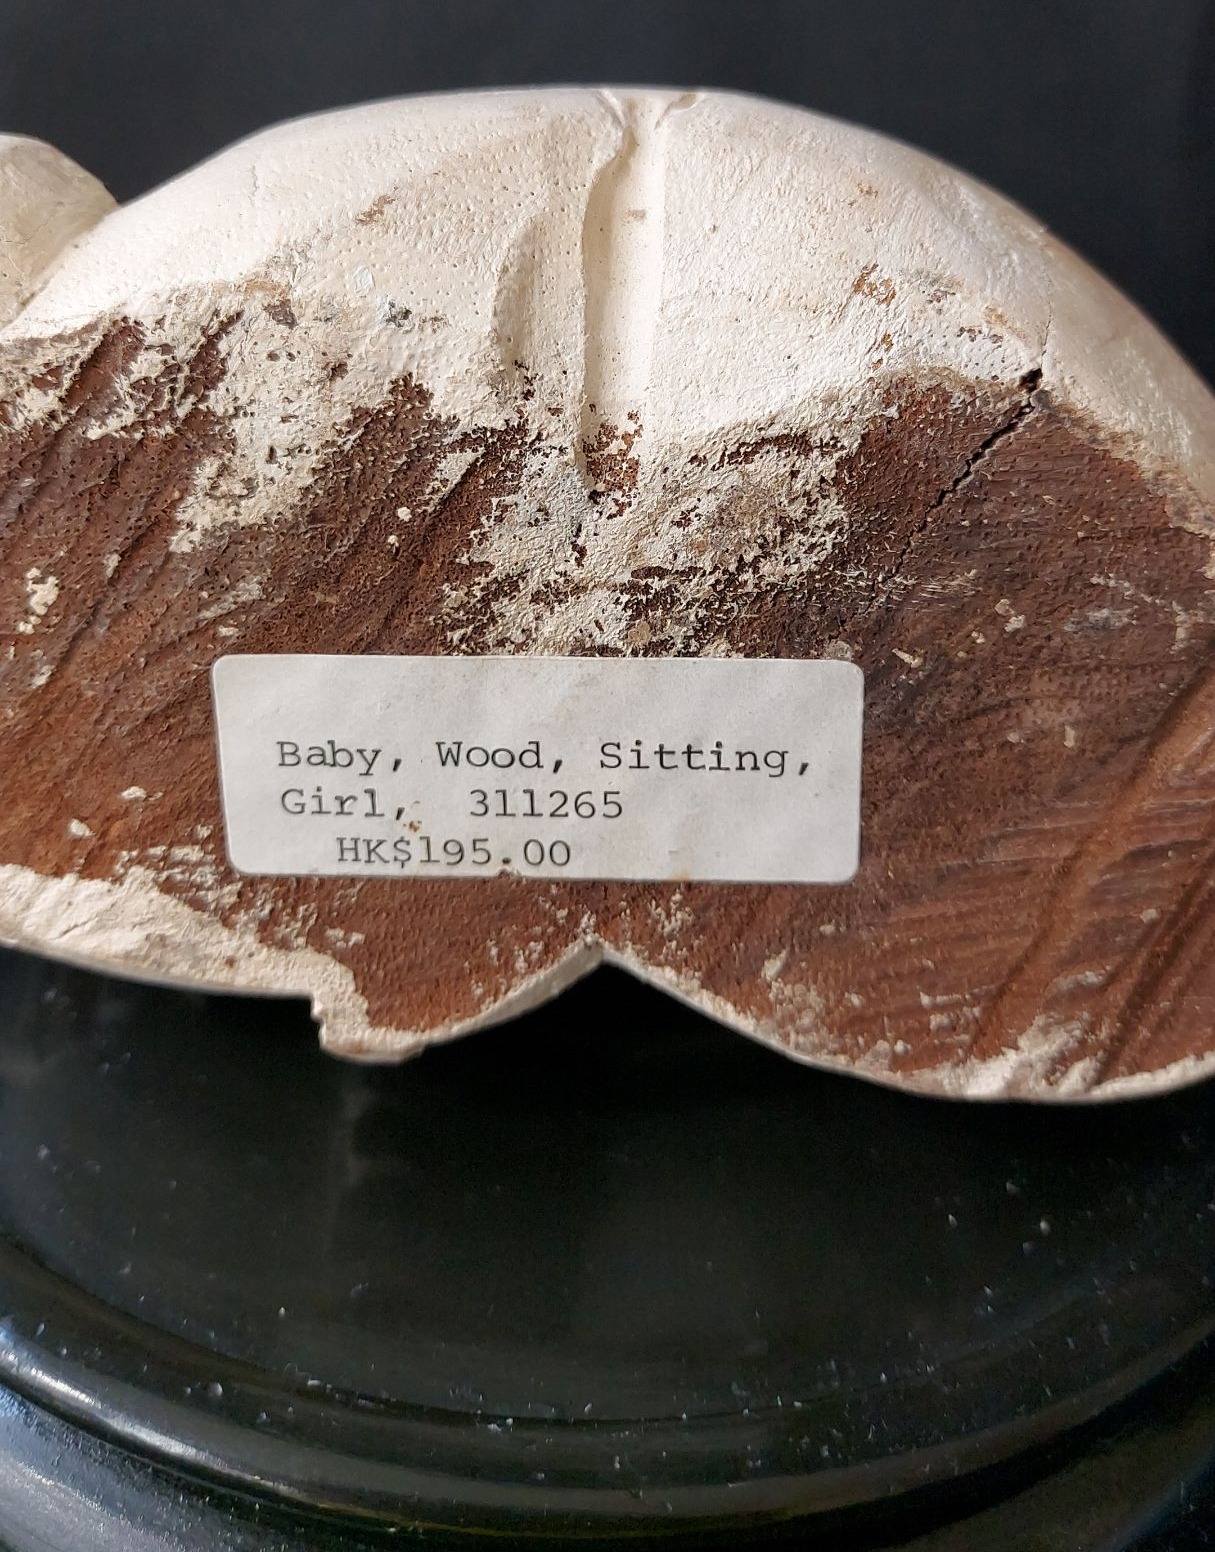 Baby, Wood, Sitting,
Girl,  311265
HK$195.00